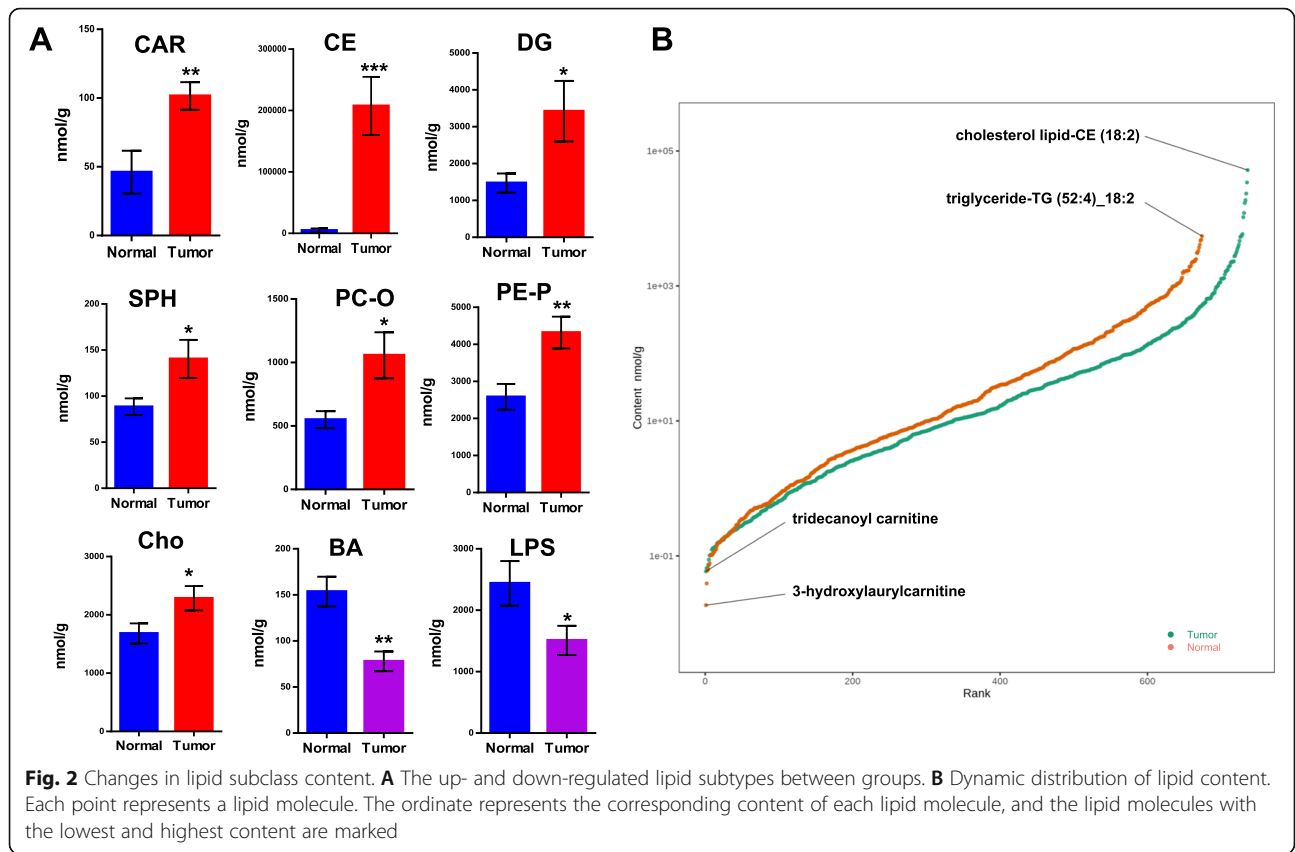 A
CAR
150
100
50
0
nmol/g
**
Normal Tumor
CE
300000
200000
100000
0
nmol/g
***
Normal Tumor
DG
5000
4000
3000
2000
1000
0
nmol/g
*
Normal Tumor
SPH
200
150
100
50
0
nmol/g
*
Normal Tumor
PC-O
1500
1000
500
0
nmol/g
*
Normal Tumor
PE-P
5000
4000
3000
2000
1000
0
nmol/g
**
Normal Tumor
Cho
3000
2000
1000
0
nmol/g
*
Normal Tumor
BA
200
150
100
50
0
nmol/g
**
Normal Tumor
LPS
3000
2000
1000
0
nmol/g
*
Normal Tumor
B
cholesterol lipid-CE (18:2)
triglyceride-TG (52:4)_18:2
tridecanoyl carnitine
3-hydroxylaurylcarnitine
1e+05
1e+03
1e+01
1e-01
Content nmol/g
Tumor
Normal
0 200 400 600
Rank
Fig. 2 Changes in lipid subclass content. A The up- and down-regulated lipid subtypes between groups. B Dynamic distribution of lipid content.
Each point represents a lipid molecule. The ordinate represents the corresponding content of each lipid molecule, and the lipid molecules with
the lowest and highest content are marked